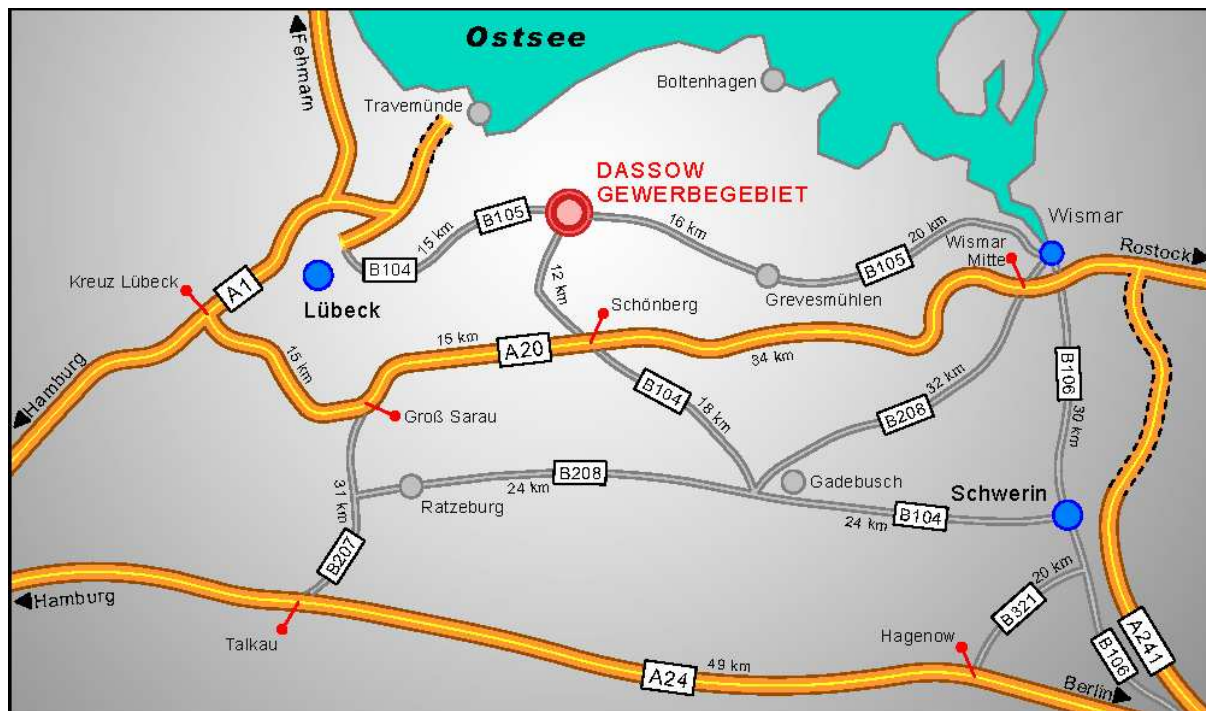 Ostsee
Fehmarn
Boltenhagen
Travemünde
DASSOW
GEWERBEGEBIET
B105
15 km
16 km
20 km
Wismar
Wismar
Mitte
Rostock
B104
B105
12 km
Kreuz Lübeck
A1
Lübeck
Grevesmühlen
Schönberg
15 km
A20
34 km
15 km
Hamburg
B104
18 km
32 km
B208
B106
30 km
Groß Sarau
31 km
Ratzeburg
24 km
B208
Gadebusch
24 km
B104
Schwerin
B207
20 km
B321
Hamburg
Talkau
Hagenow
A24
49 km
B106
A241
Berlin